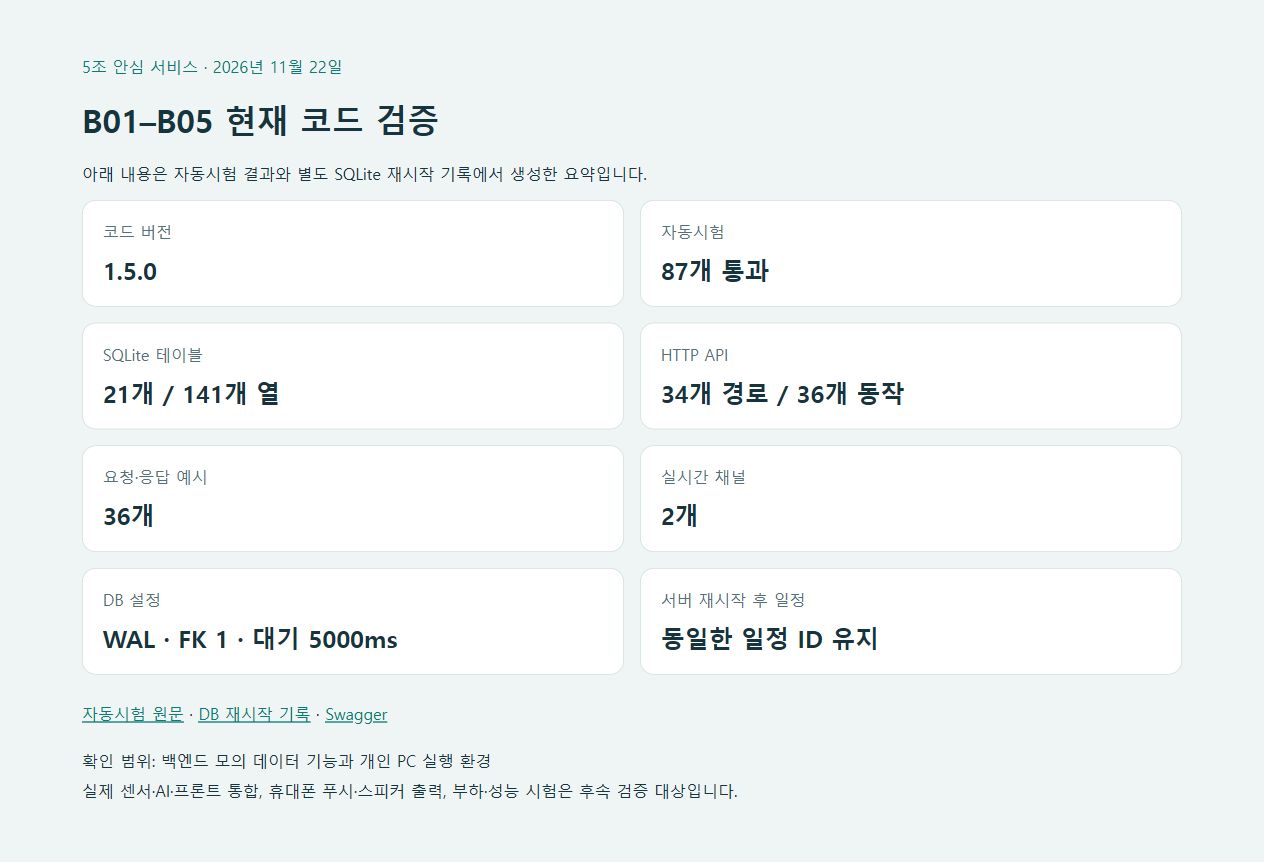 5조 안심 서비스 · 2026년 11월 22일
B01–B05 현재 코드 검증
아래 내용은 자동시험 결과와 별도 SQLite 재시작 기록에서 생성한 요약입니다.
코드 버전
1.5.0
자동시험
87개 통과
SQLite 테이블
21개 / 141개 열
HTTP API
34개 경로 / 36개 동작
요청·응답 예시
36개
실시간 채널
2개
DB 설정
WAL · FK 1 · 대기 5000ms
서버 재시작 후 일정
동일한 일정 ID 유지
자동시험 원문 · DB 재시작 기록 · Swagger
확인 범위: 백엔드 모의 데이터 기능과 개인 PC 실행 환경
실제 센서·AI·프론트 통합, 휴대폰 푸시·스피커 출력, 부하·성능 시험은 후속 검증 대상입니다.